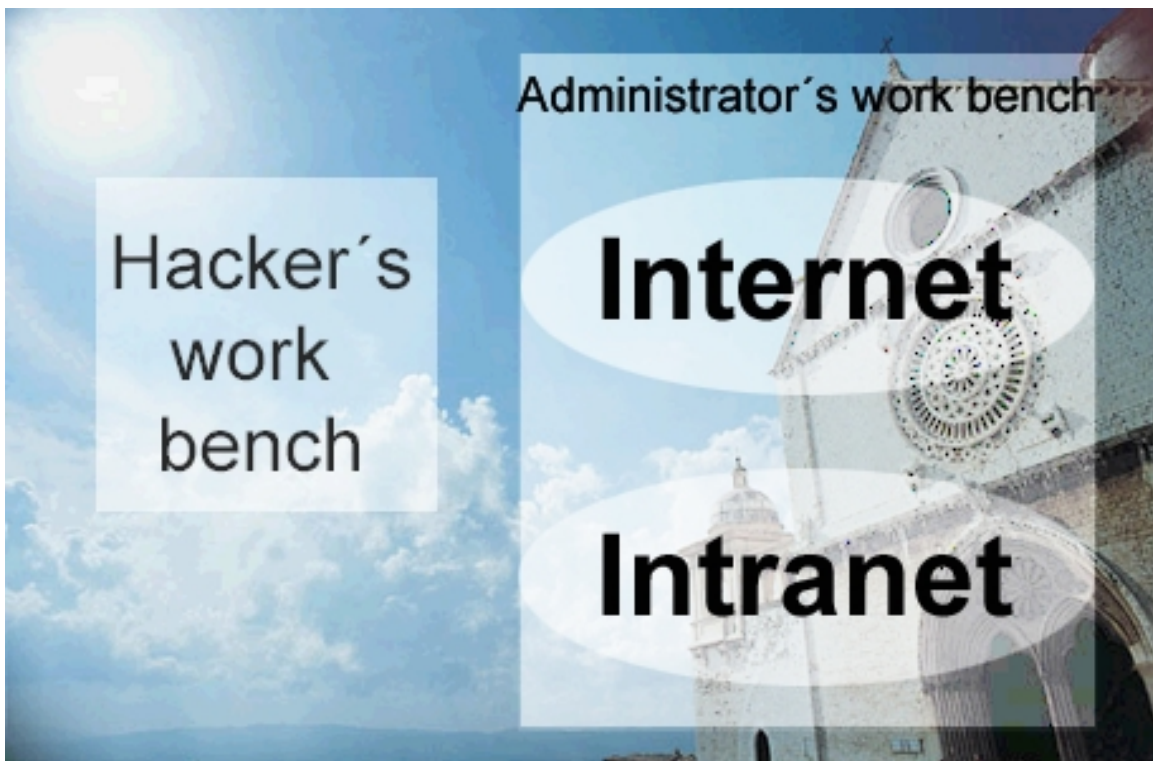 Administrator´s work bench
Hacker´s
work
bench
Internet
Intranet